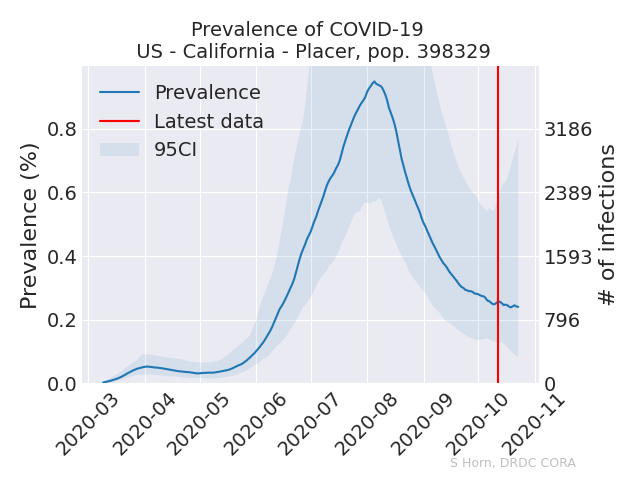 Prevalence of COVID-19
US - California - Placer, pop. 398329
Prevalence
Latest data
95CI
Prevalence (%)
0.8
0.6
0.4
0.2
0.0
3186
2389
1593
796
0
# of infections
2020-03
2020-04
2020-05
2020-06
2020-07
2020-08
2020-09
2020-10
2020-11
S Horn, DRDC CORA